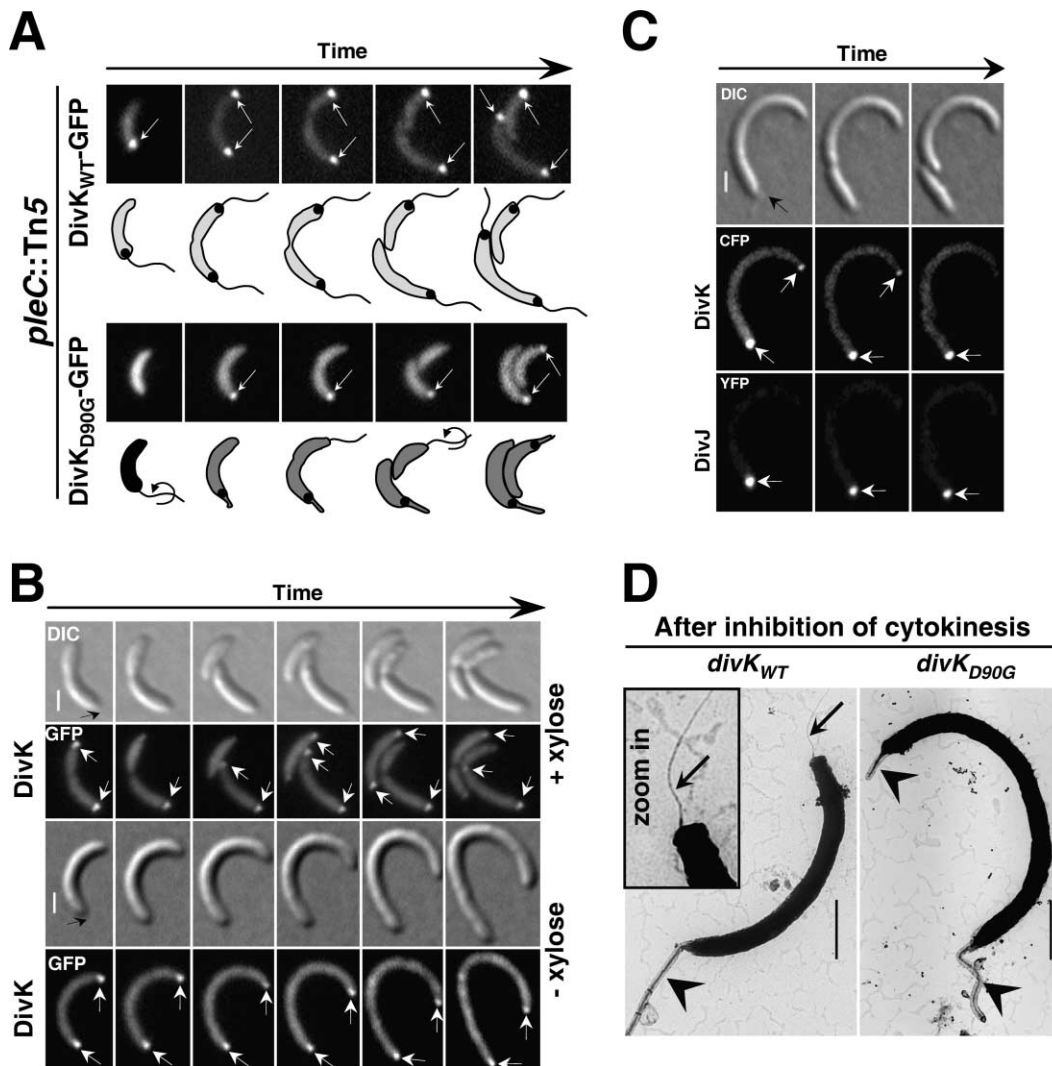 A
Time
pleC::Tn5
DivKWT-GFP
DivKD90G-GFP
B
Time
DIC
GFP
DivK
+ xylose
GFP
DivK
- xylose
C
Time
DIC
CFP
DivK
YFP
DivJ
D
After inhibition of cytokinesis
divKWT
divKD90G
zoom in